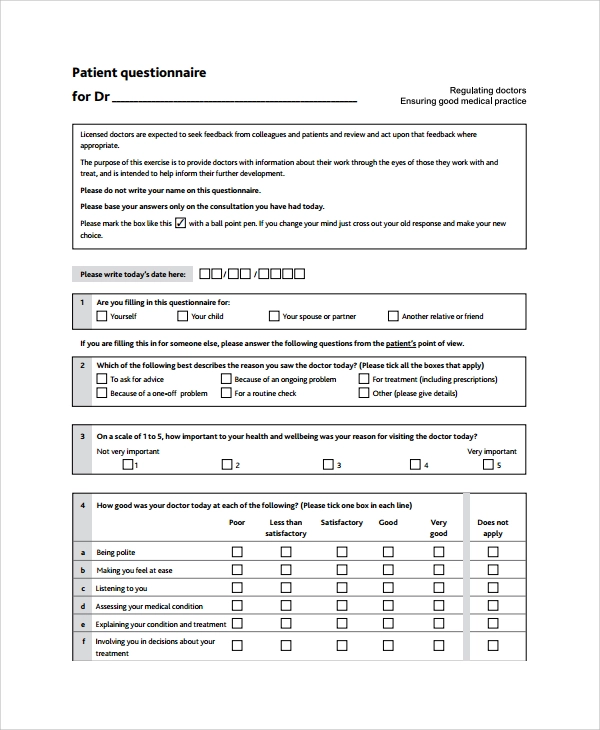 Patient questionnaire
for Dr ________________________________________________
Regulating doctors
Ensuring good medical practice
Licensed doctors are expected to seek feedback from colleagues and patients and review and act upon that feedback where
appropriate.
The purpose of this exercise is to provide doctors with information about their work through the eyes of those they work with and
treat, and is intended to help inform their further development.
Please do not write your name on this questionnaire.
Please base your answers only on the consultation you have had today.
Please mark the box like this ☑ with a ball point pen. If you change your mind just cross out your old response and make your new
choice.
Please write today's date here: ☐☐/☐☐/☐☐☐☐
1 Are you filling in this questionnaire for:
☐ Yourself ☐ Your child ☐ Your spouse or partner ☐ Another relative or friend
If you are filling this in for someone else, please answer the following questions from the patient's point of view.
2 Which of the following best describes the reason you saw the doctor today? (Please tick all the boxes that apply)
☐ To ask for advice ☐ Because of an ongoing problem ☐ For treatment (including prescriptions)
☐ Because of a one-off problem ☐ For a routine check ☐ Other (please give details)
3 On a scale of 1 to 5, how important to your health and wellbeing was your reason for visiting the doctor today?
Not very important Very important
☐ 1 ☐ 2 ☐ 3 ☐ 4 ☐ 5
4 How good was your doctor today at each of the following? (Please tick one box in each line)
Poor Less than Satisfactory Good Very Does not
satisfactory good apply
a Being polite ☐ ☐ ☐ ☐ ☐ ☐
b Making you feel at ease ☐ ☐ ☐ ☐ ☐ ☐
c Listening to you ☐ ☐ ☐ ☐ ☐ ☐
d Assessing your medical condition ☐ ☐ ☐ ☐ ☐ ☐
e Explaining your condition and treatment ☐ ☐ ☐ ☐ ☐ ☐
f Involving you in decisions about your ☐ ☐ ☐ ☐ ☐ ☐
treatment